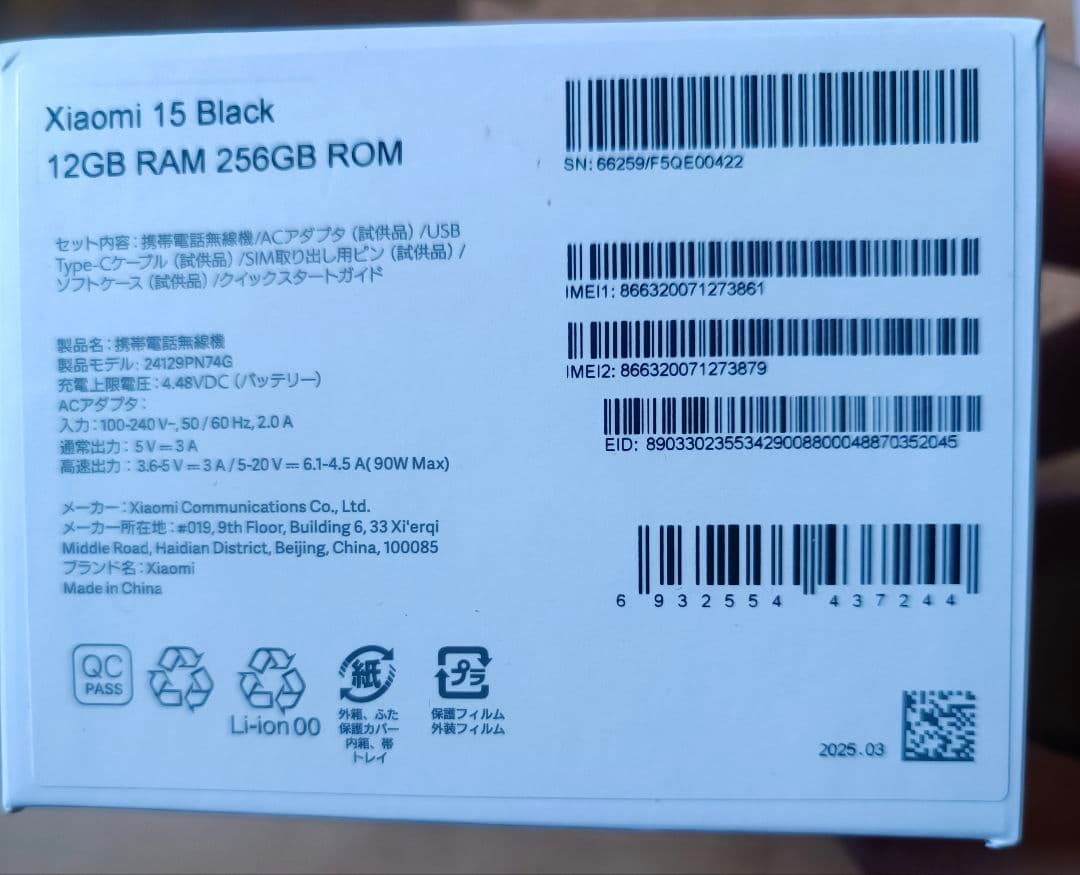 Xiaomi 15 Black
12GB RAM 256GB ROM
セット内容：携帯電話無線機/ACアダプタ（試供品）/USB
Type-Cケーブル（試供品）/SIM取り出し用ピン（試供品）/
ソフトケース（試供品）/クイックスタートガイド
製品名：携帯電話無線機
製品モデル: 24129PN74G
充電上限電圧：4.48VDC（バッテリー）
ACアダプタ：
入力：100-240 V~, 50 / 60 Hz, 2.0 A
通常出力：5V⎓3A
高速出力：3.6-5 V⎓3 A / 5-20 V⎓6.1-4.5 A( 90W Max)
メーカー：Xiaomi Communications Co., Ltd.
メーカー所在地：#019, 9th Floor, Building 6, 33 Xi'erqi
Middle Road, Haidian District, Beijing, China, 100085
ブランド名：Xiaomi
Made in China
QC
PASS
Li-ion 00
紙
外箱、ふた
保護カバー
内箱、帯
トレイ
プラ
保護フィルム
外装フィルム
SN: 66259/F5QE00422
IMEI1: 866320071273861
IMEI2: 866320071273879
EID: 89033023553429008800048870352045
6 932554 437244
2025.03